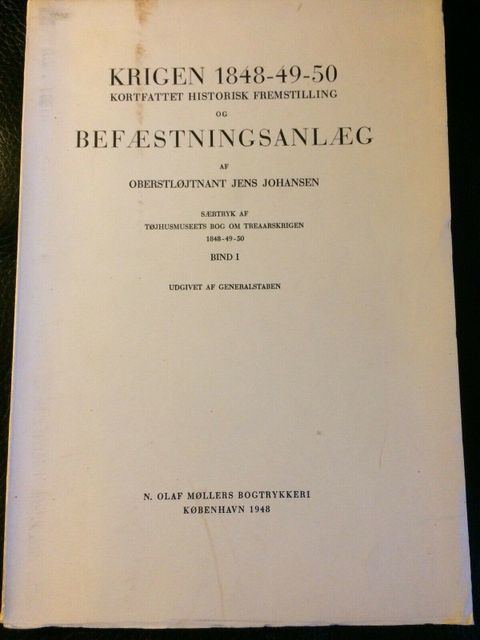 KRIGEN 1848-49-50
KORTFATTET HISTORISK FREMSTILLING
OG
BEFÆSTNINGSANLÆG
AF
OBERSTLØJTNANT JENS JOHANSEN
SÆRTRYK AF
TØJHUSMUSEETS BOG OM TREAARSKRIGEN
1848-49-50
BIND I
UDGIVET AF GENERALSTABEN
N. OLAF MØLLERS BOGTRYKKERI
KØBENHAVN 1948